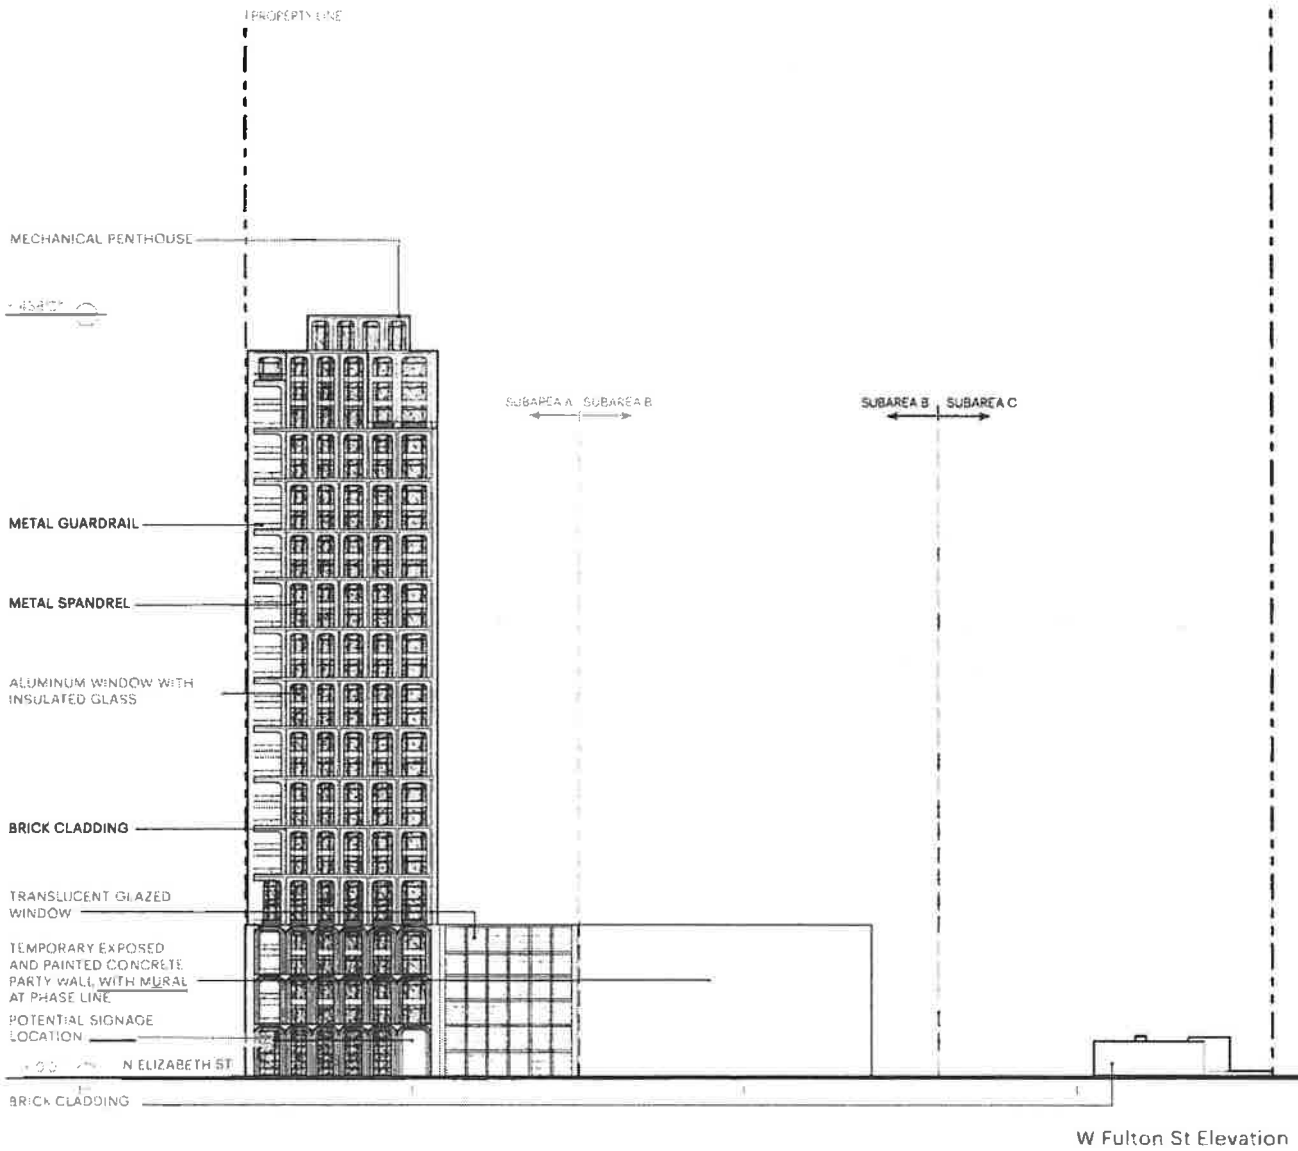 PROPERTY LINE
MECHANICAL PENTHOUSE
SUBAREA A
SUBAREA B
SUBAREA B
SUBAREA C
METAL GUARDRAIL
METAL SPANDREL
ALUMINUM WINDOW WITH
INSULATED GLASS
BRICK CLADDING
TRANSLUCENT GLAZED
WINDOW
TEMPORARY EXPOSED
AND PAINTED CONCRETE
PARTY WALL WITH MURAL
AT PHASE LINE
POTENTIAL SIGNAGE
LOCATION
N ELIZABETH ST
BRICK CLADDING
W Fulton St Elevation